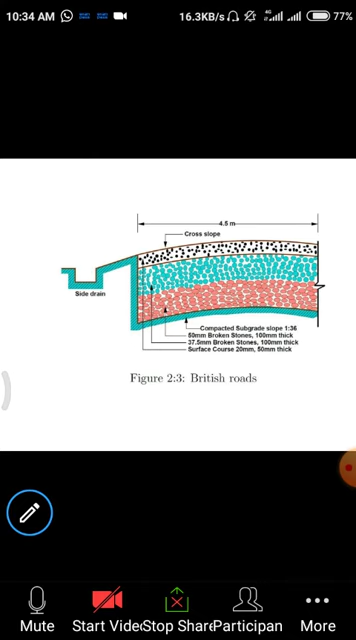 10:34 AM 16.3KB/s 4G 77%
4.5 m
Cross slope
Side drain
Compacted Subgrade slope 1:36
50mm Broken Stones, 100mm thick
37.5mm Broken Stones, 100mm thick
Surface Course 20mm, 50mm thick
Figure 2:3: British roads
Mute Start Vide Stop Share Participan More